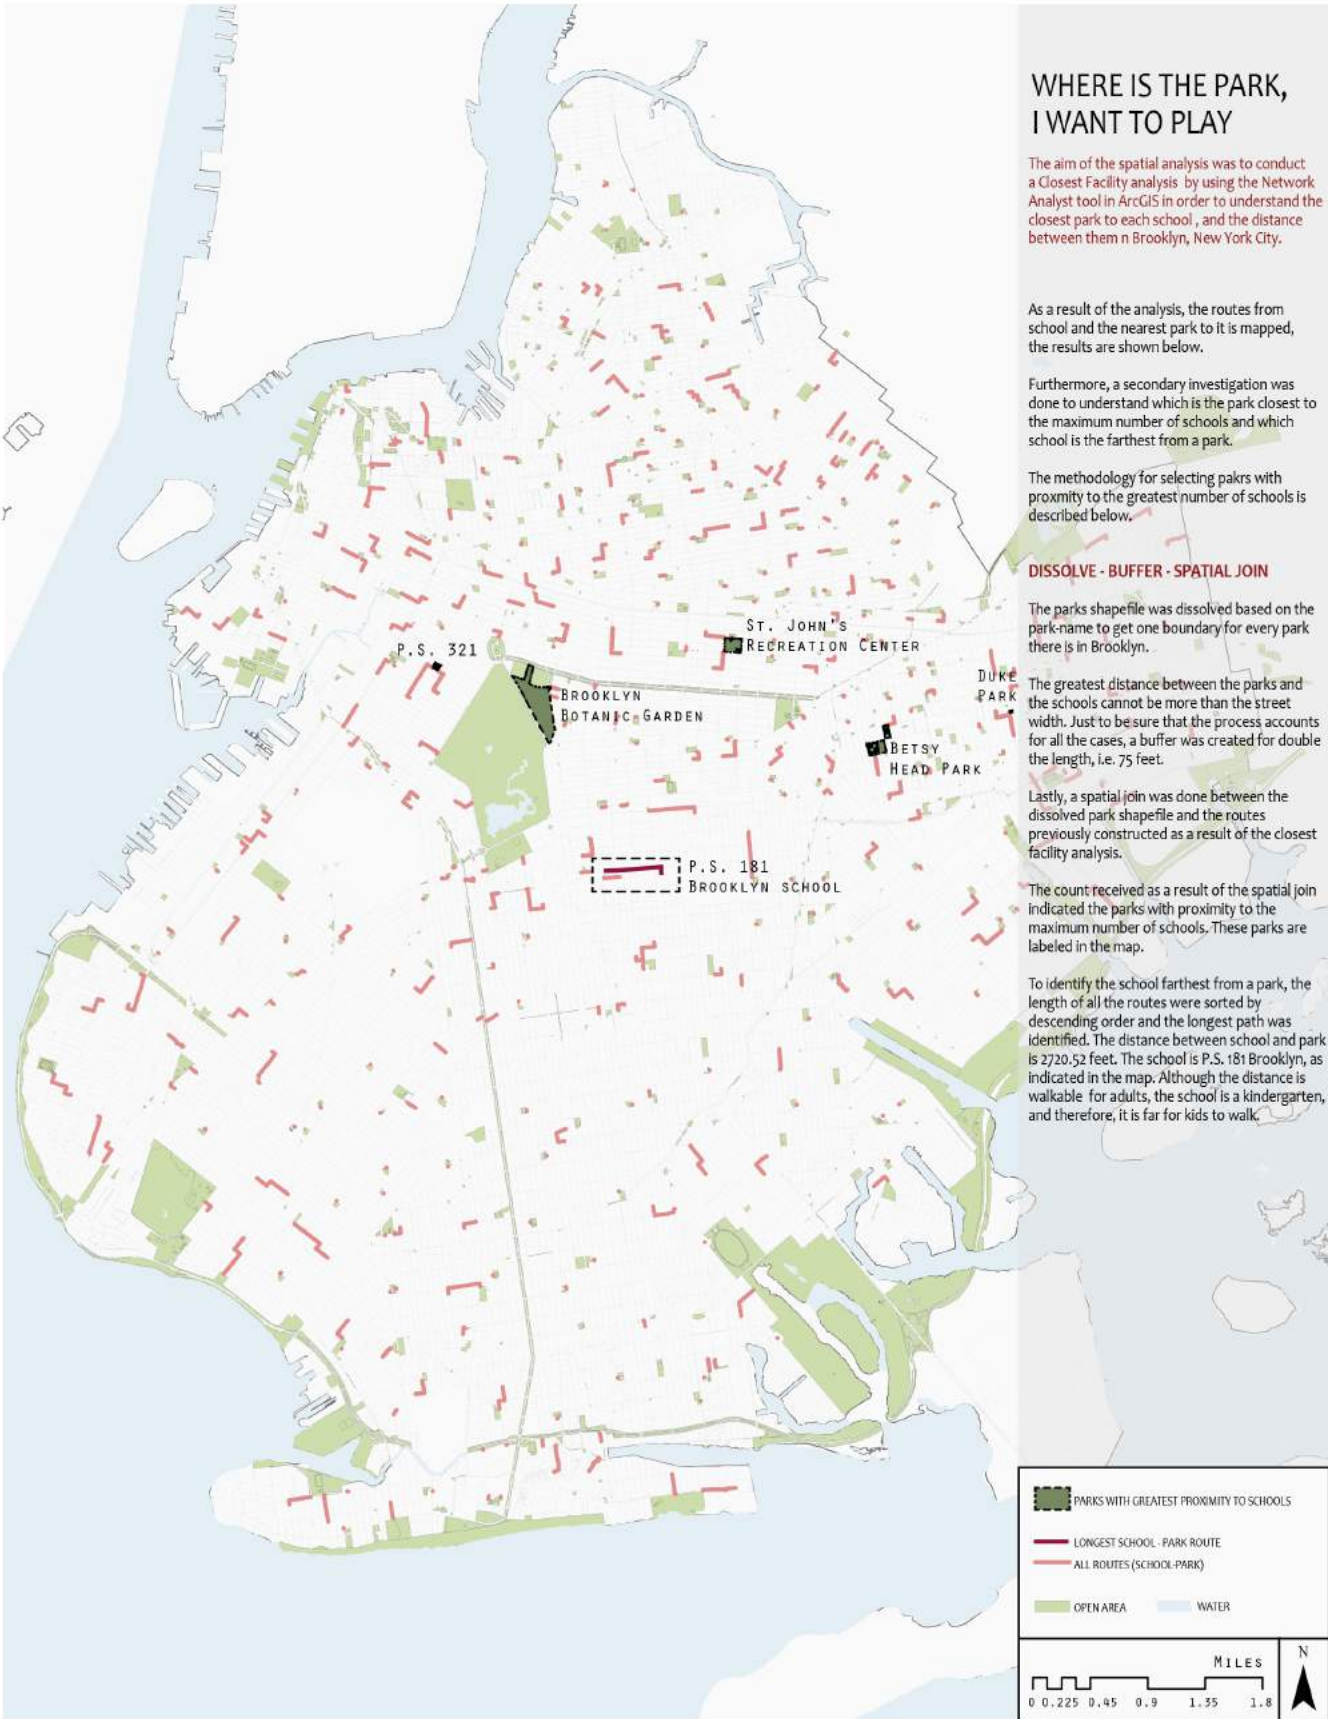 WHERE IS THE PARK,
I WANT TO PLAY
The aim of the spatial analysis was to conduct
a Closest Facility analysis by using the Network
Analyst tool in ArcGIS in order to understand the
closest park to each school , and the distance
between them n Brooklyn, New York City.
As a result of the analysis, the routes from
school and the nearest park to it is mapped,
the results are shown below.
Furthermore, a secondary investigation was
done to understand which is the park closest to
the maximum number of schools and which
school is the farthest from a park.
The methodology for selecting pakrs with
proxmity to the greatest number of schools is
described below.
DISSOLVE - BUFFER - SPATIAL JOIN
The parks shapefile was dissolved based on the
park-name to get one boundary for every park
there is in Brooklyn.
The greatest distance between the parks and
the schools cannot be more than the street
width. Just to be sure that the process accounts
for all the cases, a buffer was created for double
the length, i.e. 75 feet.
Lastly, a spatial join was done between the
dissolved park shapefile and the routes
previously constructed as a result of the closest
facility analysis.
The count received as a result of the spatial join
indicated the parks with proximity to the
maximum number of schools. These parks are
labeled in the map.
To identify the school farthest from a park, the
length of all the routes were sorted by
descending order and the longest path was
identified. The distance between school and park
is 2720.52 feet. The school is P.S. 181 Brooklyn, as
indicated in the map. Although the distance is
walkable for adults, the school is a kindergarten,
and therefore, it is far for kids to walk.
P.S. 321
ST. JOHN'S
RECREATION CENTER
BROOKLYN
BOTANIC GARDEN
DUKE
PARK
BETSY
HEAD PARK
P.S. 181
BROOKLYN SCHOOL
PARKS WITH GREATEST PROXIMITY TO SCHOOLS
LONGEST SCHOOL - PARK ROUTE
ALL ROUTES (SCHOOL-PARK)
OPEN AREA
WATER
MILES
0 0.225 0.45 0.9 1.35 1.8
N